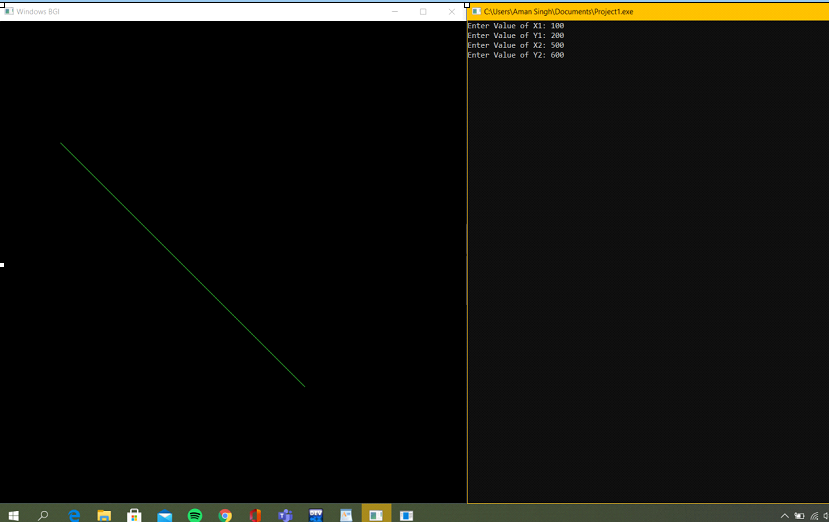 Windows BGI
C:\Users\Aman Singh\Documents\Project1.exe
Enter Value of X1: 100
Enter Value of Y1: 200
Enter Value of X2: 500
Enter Value of Y2: 600